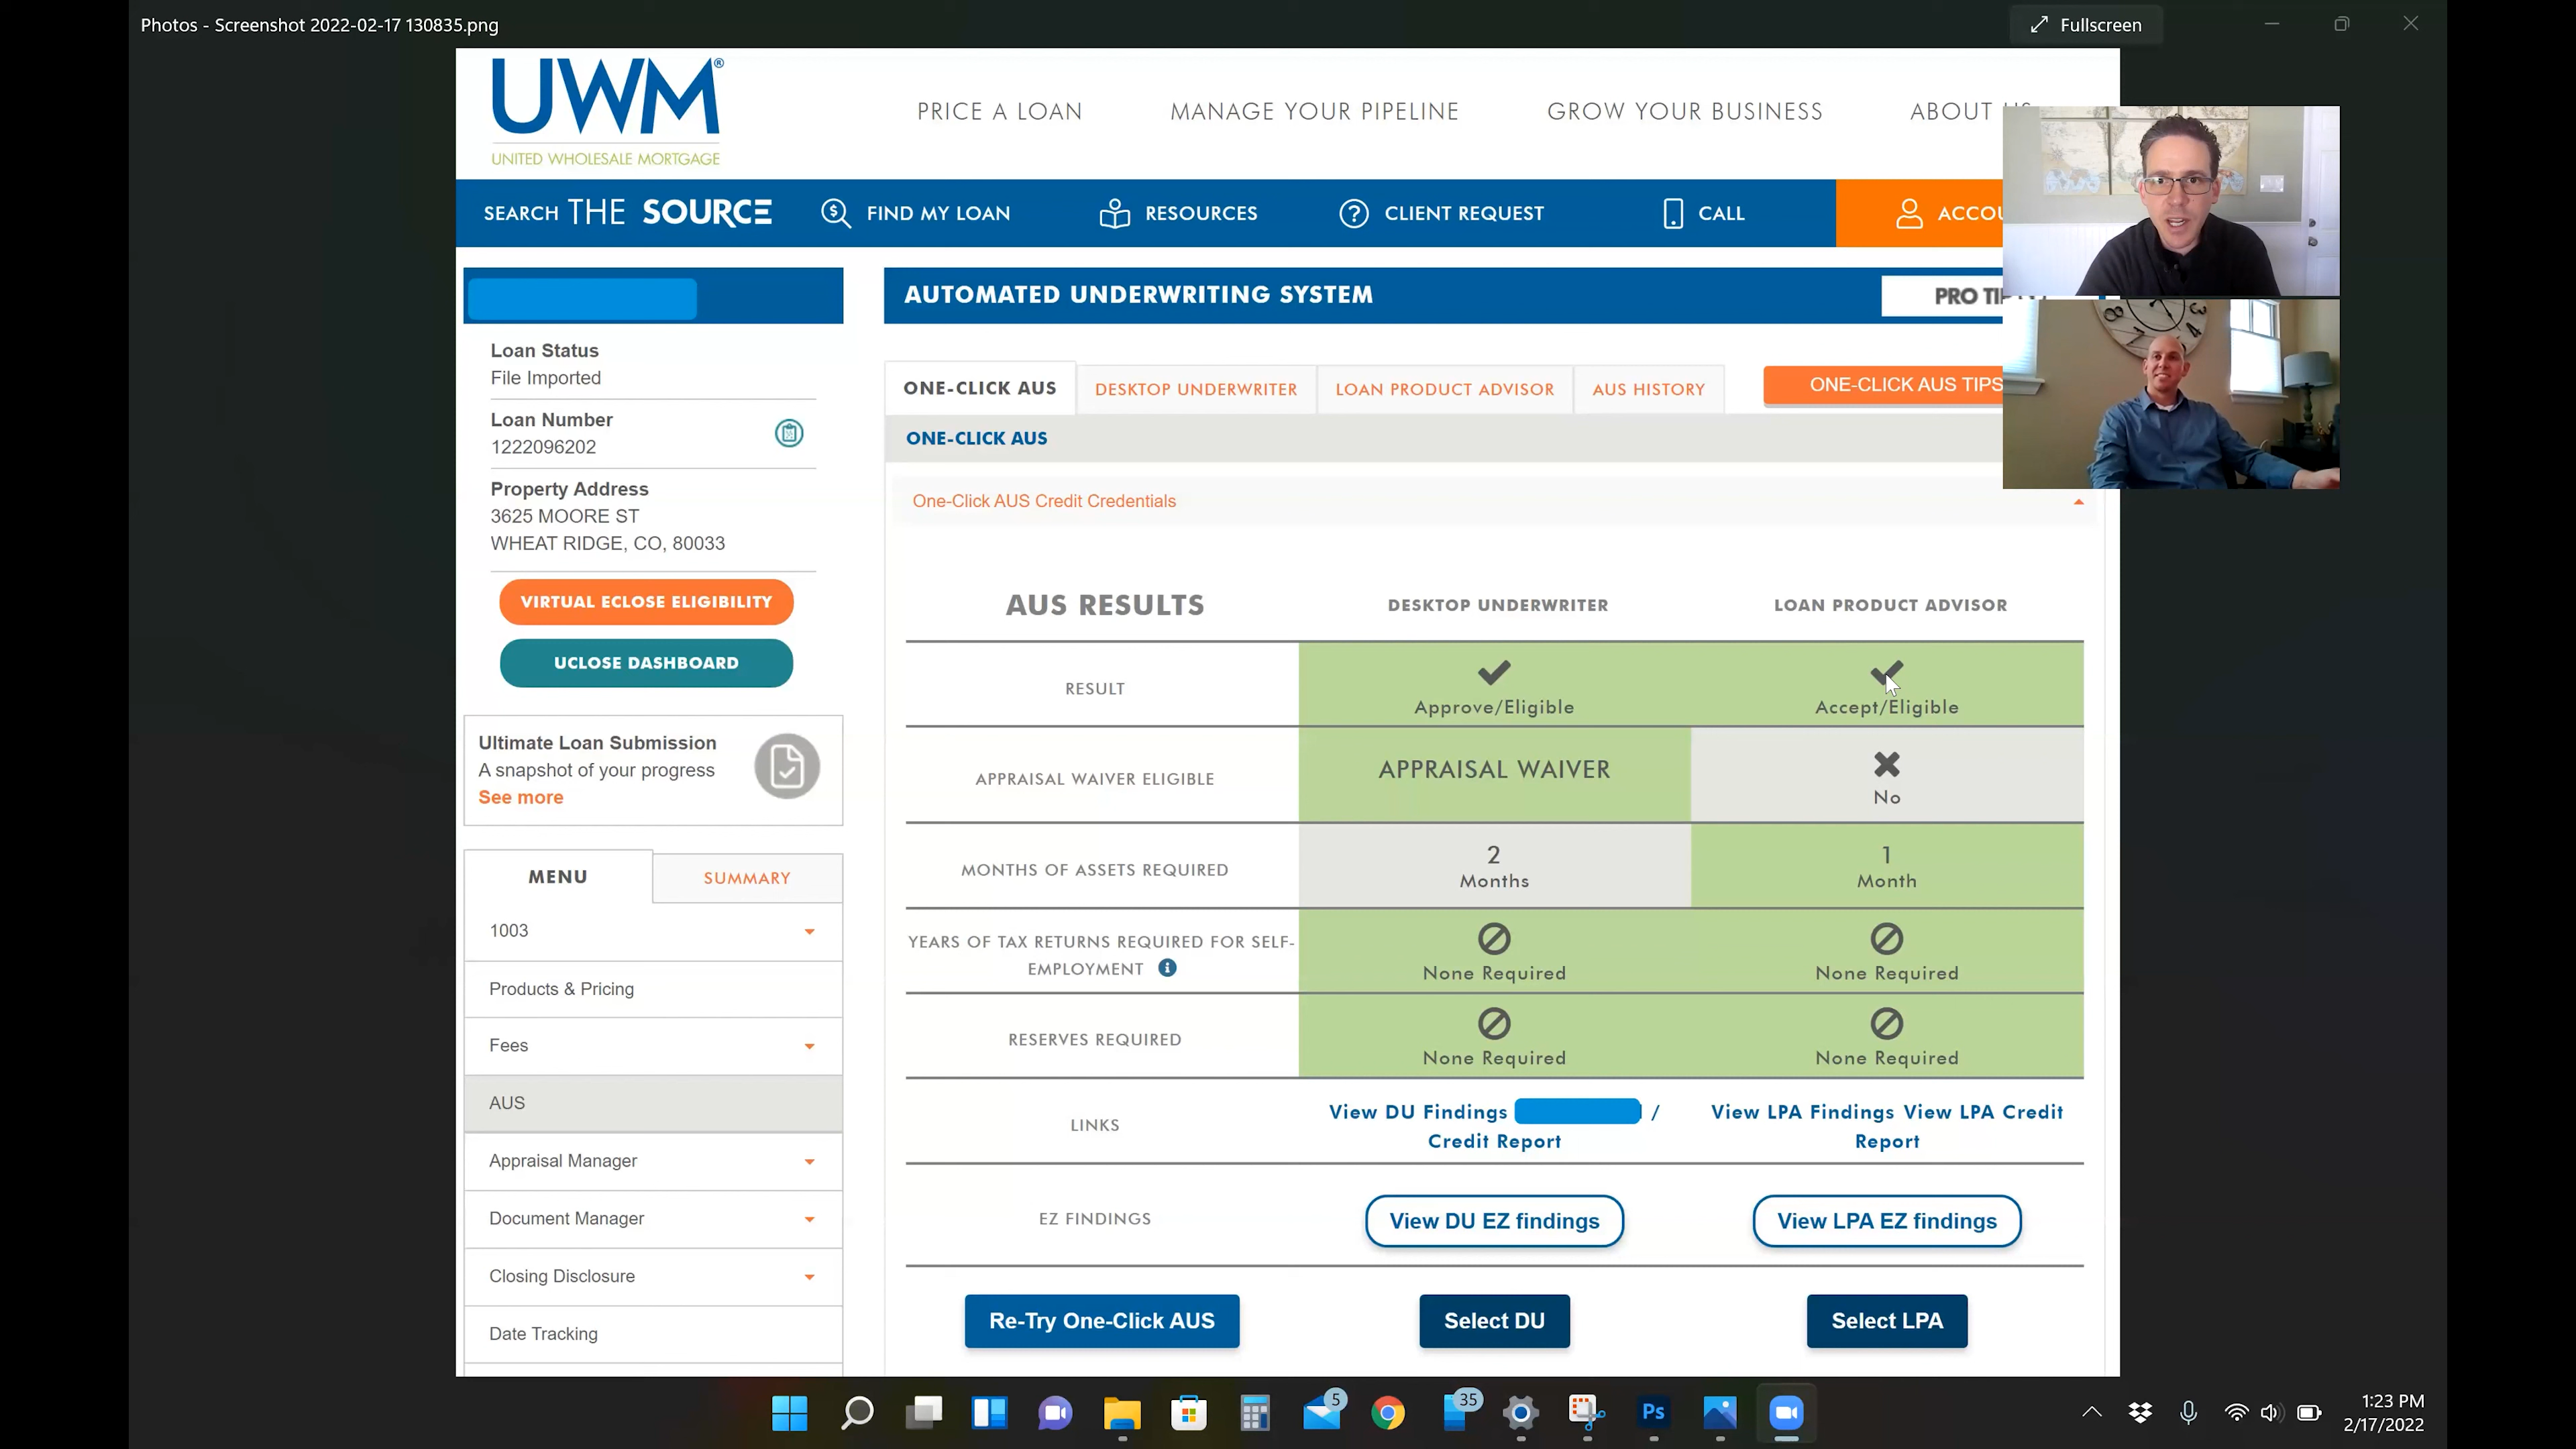 Photos - Screenshot 2022-02-17 130835.png
Fullscreen
UWM®
UNITED WHOLESALE MORTGAGE
PRICE A LOAN
MANAGE YOUR PIPELINE
GROW YOUR BUSINESS
ABOUT US
SEARCH THE SOURCE
FIND MY LOAN
RESOURCES
CLIENT REQUEST
CALL
ACCOU
AUTOMATED UNDERWRITING SYSTEM
PRO TI
Loan Status
File Imported
Loan Number
1222096202
Property Address
3625 MOORE ST
WHEAT RIDGE, CO, 80033
VIRTUAL ECLOSE ELIGIBILITY
UCLOSE DASHBOARD
Ultimate Loan Submission
A snapshot of your progress
See more
MENU
SUMMARY
1003
Products & Pricing
Fees
AUS
Appraisal Manager
Document Manager
Closing Disclosure
Date Tracking
ONE-CLICK AUS
DESKTOP UNDERWRITER
LOAN PRODUCT ADVISOR
AUS HISTORY
ONE-CLICK AUS TIPS
ONE-CLICK AUS
One-Click AUS Credit Credentials
AUS RESULTS
DESKTOP UNDERWRITER
LOAN PRODUCT ADVISOR
RESULT
Approve/Eligible
Accept/Eligible
APPRAISAL WAIVER ELIGIBLE
APPRAISAL WAIVER
No
MONTHS OF ASSETS REQUIRED
2
Months
1
Month
YEARS OF TAX RETURNS REQUIRED FOR SELF-
EMPLOYMENT
None Required
None Required
RESERVES REQUIRED
None Required
None Required
LINKS
View DU Findings /
Credit Report
View LPA Findings View LPA Credit
Report
EZ FINDINGS
View DU EZ findings
View LPA EZ findings
Re-Try One-Click AUS
Select DU
Select LPA
5
35
Ps
1:23 PM
2/17/2022